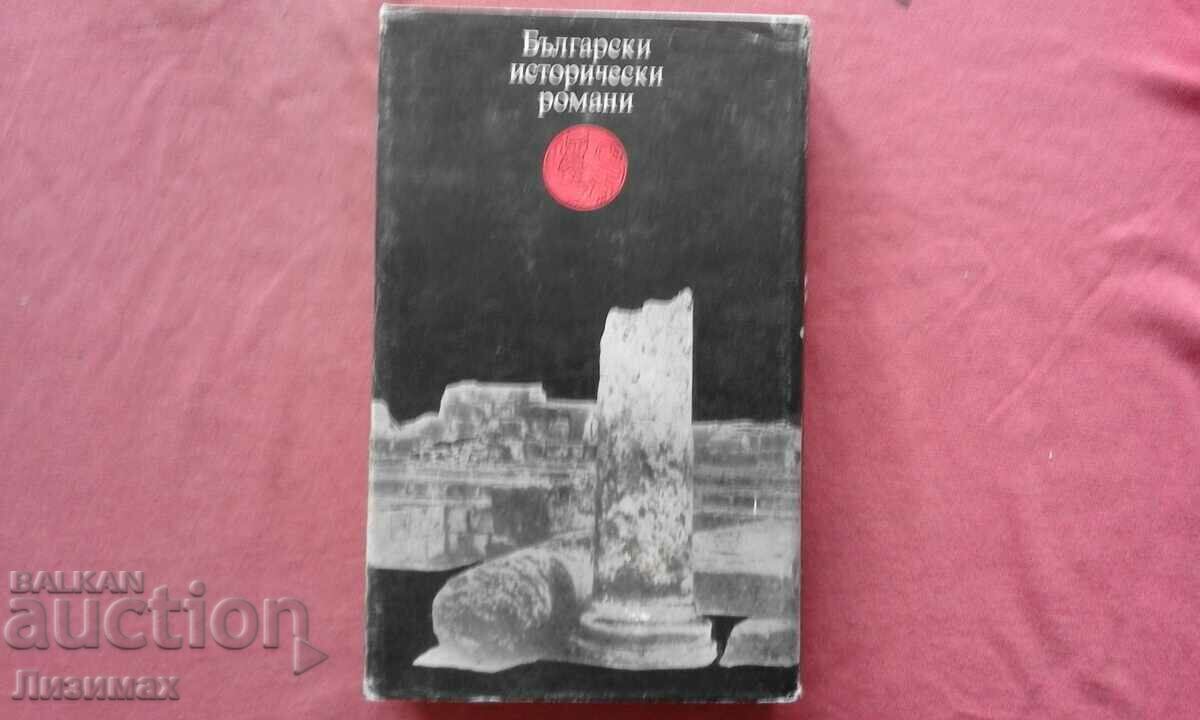 Български
исторически
романи
BALKAN
auction
Лизимах